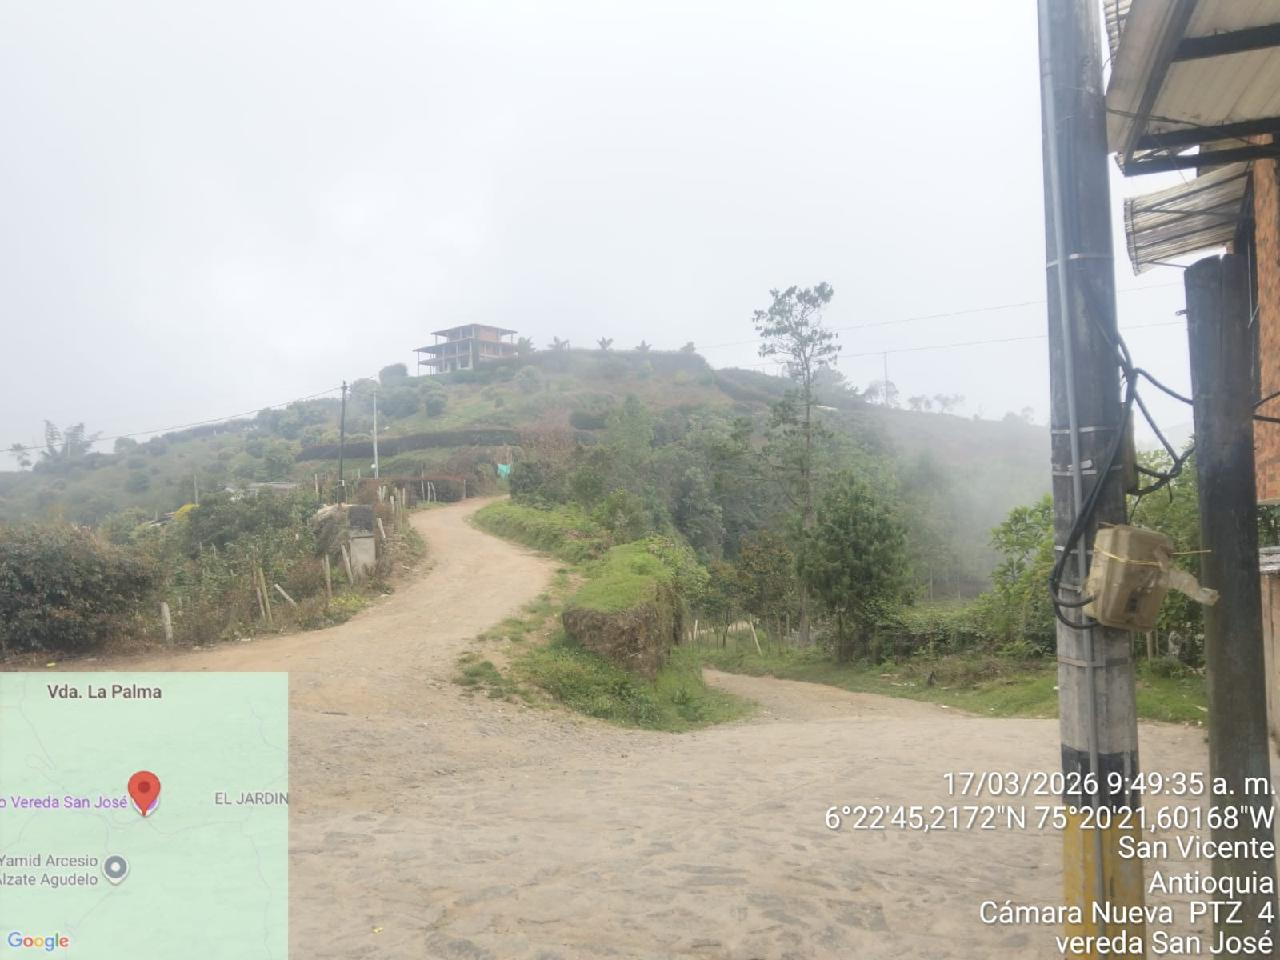 Vda. La Palma
o Vereda San José
EL JARDIN
Yamid Arcesio
Alzate Agudelo
Google
17/03/2026 9:49:35 a. m.
6°22'45,2172"N 75°20'21,60168"W
San Vicente
Antioquia
Cámara Nueva PTZ 4
vereda San José